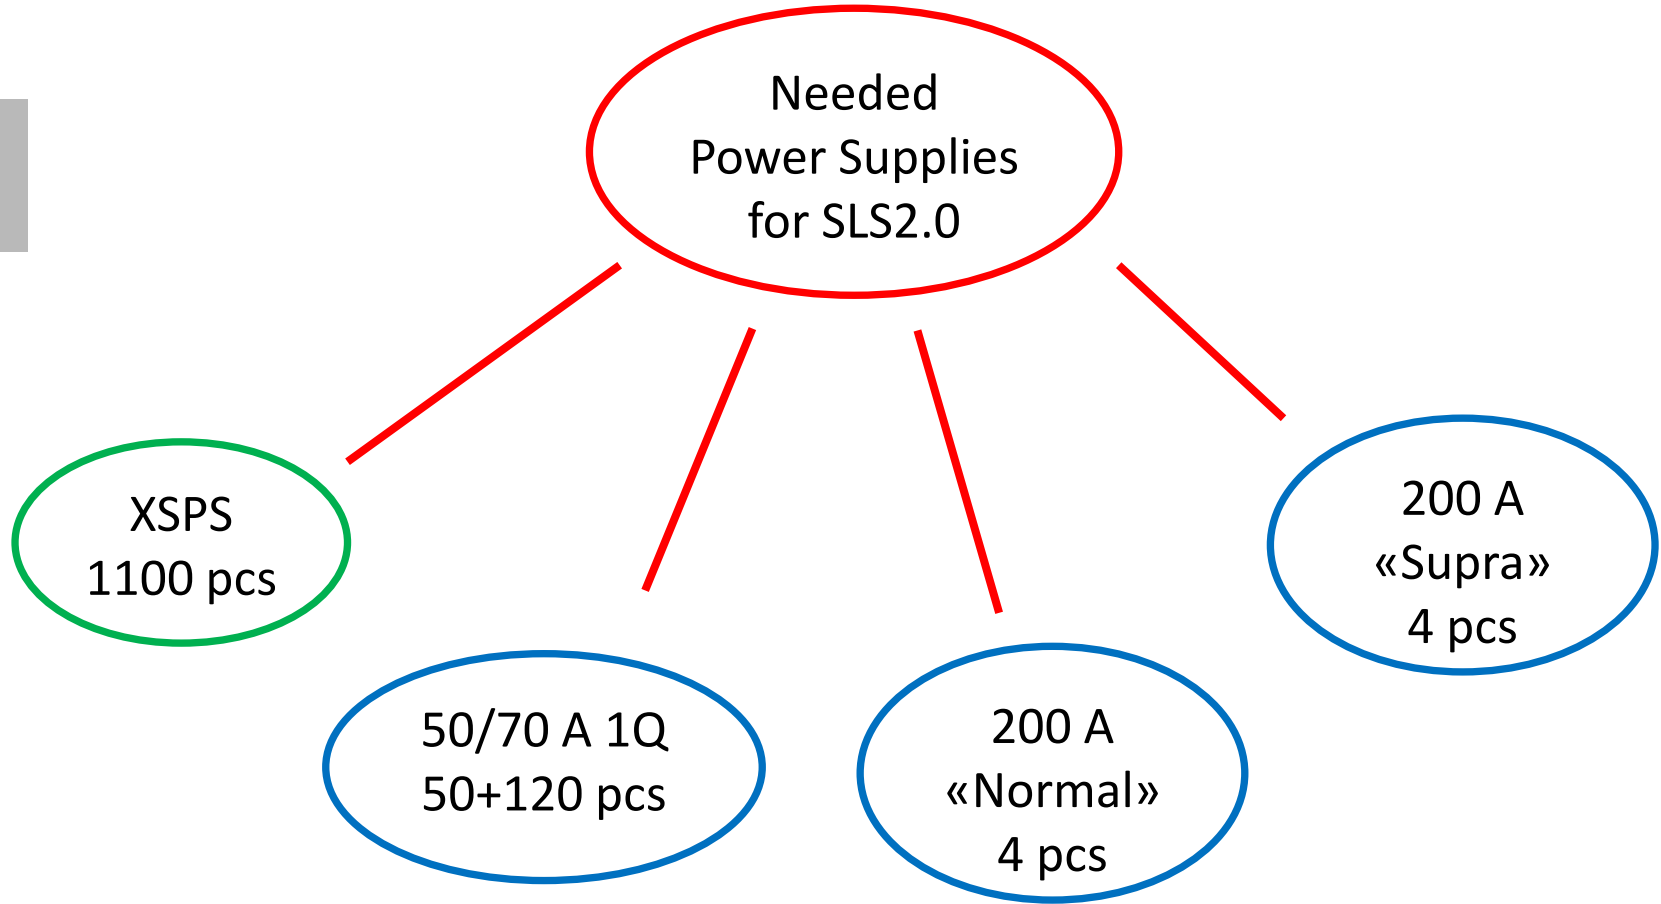 Needed
Power Supplies
for SLS2.0
XSPS
1100 pcs
50/70 A 1Q
50+120 pcs
200 A
«Normal»
4 pcs
200 A
«Supra»
4 pcs